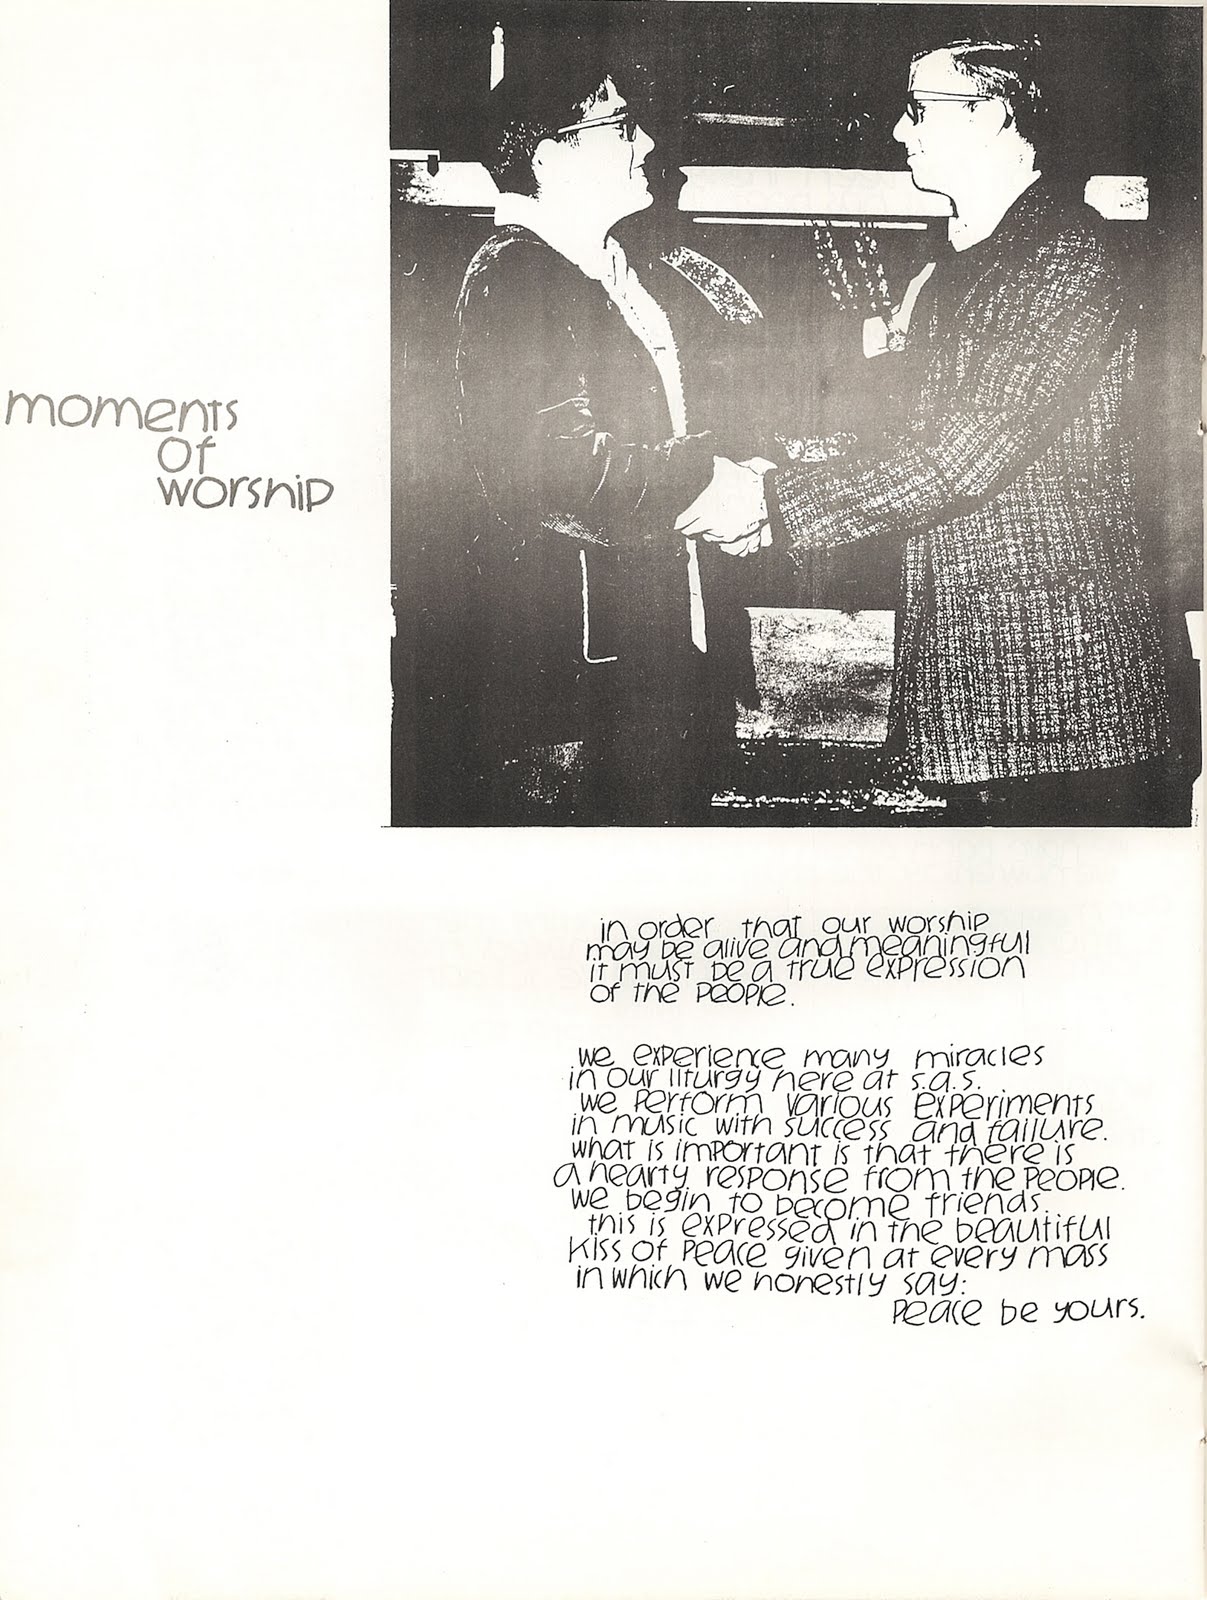 moments
of
worship
in order that our worship
may be alive and meaningful
it must be a true expression
of the people.
we experience many miracles
in our liturgy here at s.a.s.
we perform various experiments
in music with success and failure.
what is important is that there is
a hearty response from the people.
we begin to become friends.
this is expressed in the beautiful
kiss of peace given at every mass
in which we honestly say:
peace be yours.